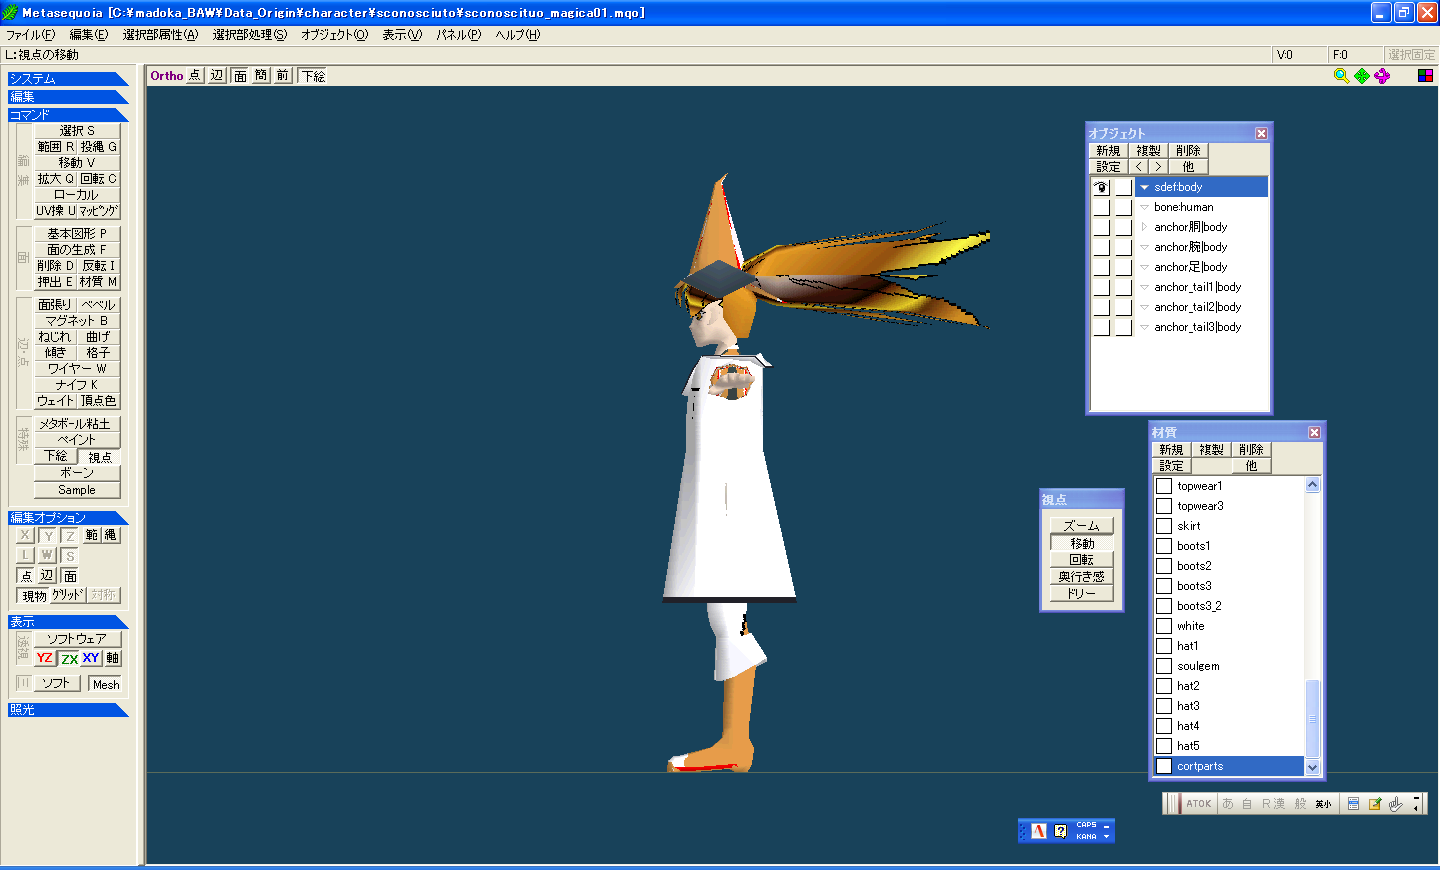 Metasequoia [C:¥madoka_BAW¥Data_Origin¥character¥sconosciuto¥sconoscituo_magica01.mqo]
ファイル(F) 編集(E) 選択部属性(A) 選択部処理(S) オブジェクト(O) 表示(V) パネル(P) ヘルプ(H)
L:視点の移動 V:0 F:0 選択固定
Ortho 点 辺 面 簡 前 下絵
システム
編集
コマンド
編集
選択 S
範囲 R 投縄 G
移動 V
拡大 Q 回転 C
ローカル
UV操 U マッピング
面
基本図形 P
面の生成 F
削除 D 反転 I
押出 E 材質 M
辺・点
面張り ベベル
マグネット B
ねじれ 曲げ
傾き 格子
ワイヤー W
ナイフ K
ウェイト 頂点色
特殊
メタボール粘土
ペイント
下絵 視点
ボーン
Sample
編集オプション
X Y Z 範 縄
L W S
点 辺 面
現物 グリッド 対称
表示
透視
ソフトウェア
YZ ZX XY 軸
三 ソフト Mesh
照光
オブジェクト
新規 複製 削除
設定 < > 他
sdef:body
bone:human
anchor胴|body
anchor腕|body
anchor足|body
anchor_tail1|body
anchor_tail2|body
anchor_tail3|body
視点
ズーム
移動
回転
奥行き感
ドリー
材質
新規 複製 削除
設定 他
topwear1
topwear3
skirt
boots1
boots2
boots3
boots3_2
white
hat1
soulgem
hat2
hat3
hat4
hat5
cortparts
ATOK あ 自 R漢 般 英小
A ? CAPS
KANA